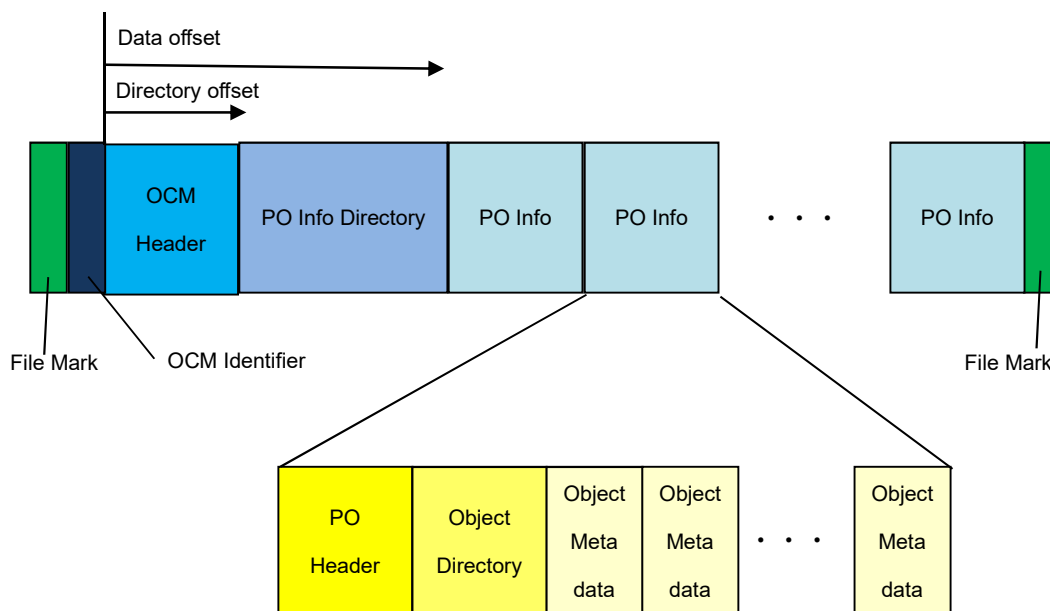 Data offset
Directory offset
OCM
Header
PO Info Directory
PO Info
PO Info
. . .
PO Info
File Mark
OCM Identifier
File Mark
PO
Header
Object
Directory
Object
Meta
data
Object
Meta
data
. . .
Object
Meta
data